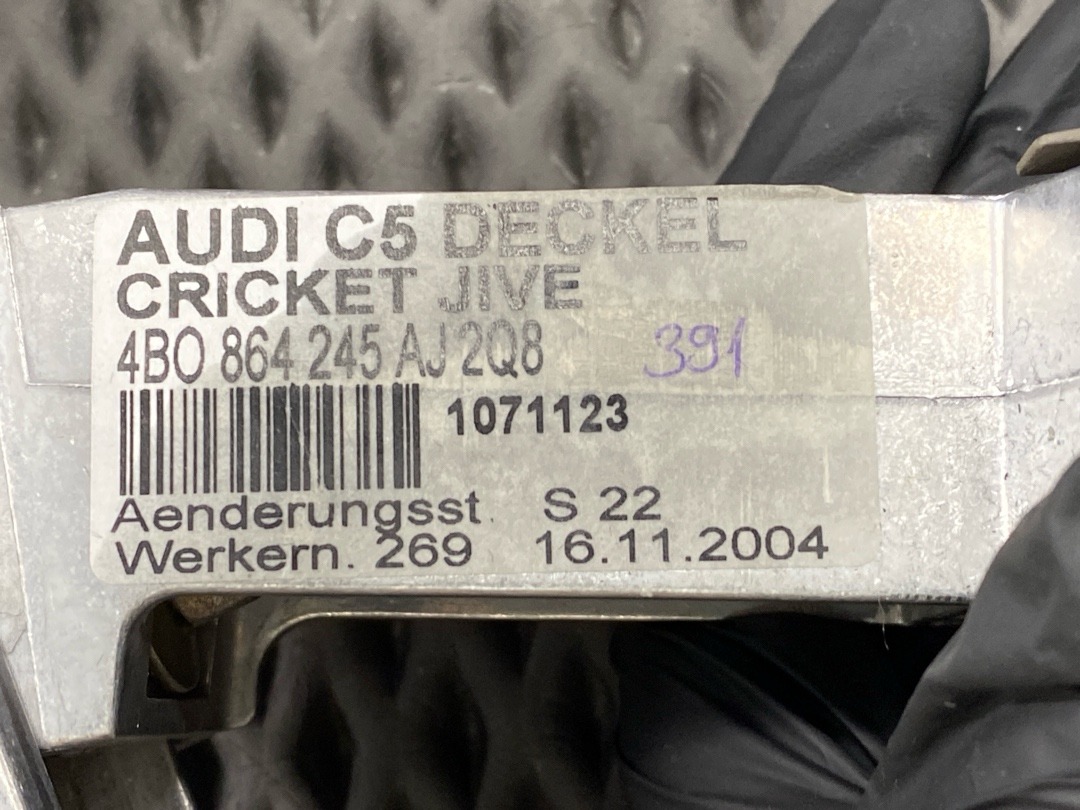 AUDI C5 DECKEL
CRICKET JIVE
4B0 864 245 AJ 2Q8 391
1071123
Aenderungsst. S 22
Werkern. 269 16.11.2004